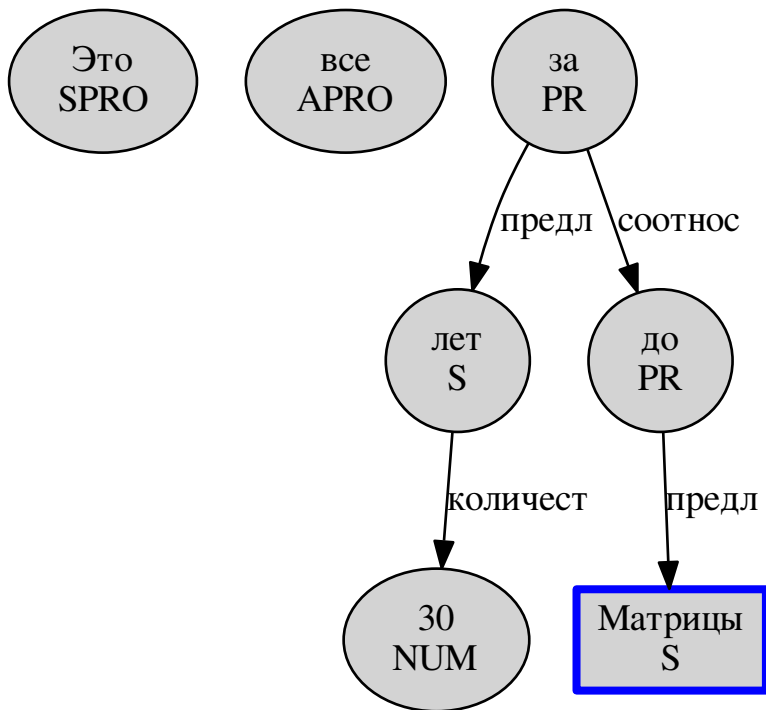 Это
SPRO
все
APRO
за
PR
предл
соотнос
лет
S
до
PR
количест
предл
30
NUM
Матрицы
S